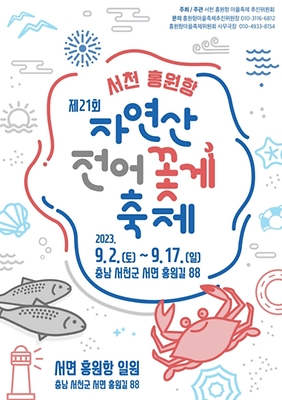 주최 / 주관 서천 홍원항 마을축제 추진위원회
문의 홍원항마을축제추진위원장 010-3116-6812
홍원항마을축제추진위원회 사무국장 010-4933-8154
서천 홍원항
제21회
자연산
전어 꽃게
축제
2023.
9.2.(토) ~ 9.17.(일)
충남 서천군 서면 홍원길 88
서면 홍원항 일원
충남 서천군 서면 홍원길 88